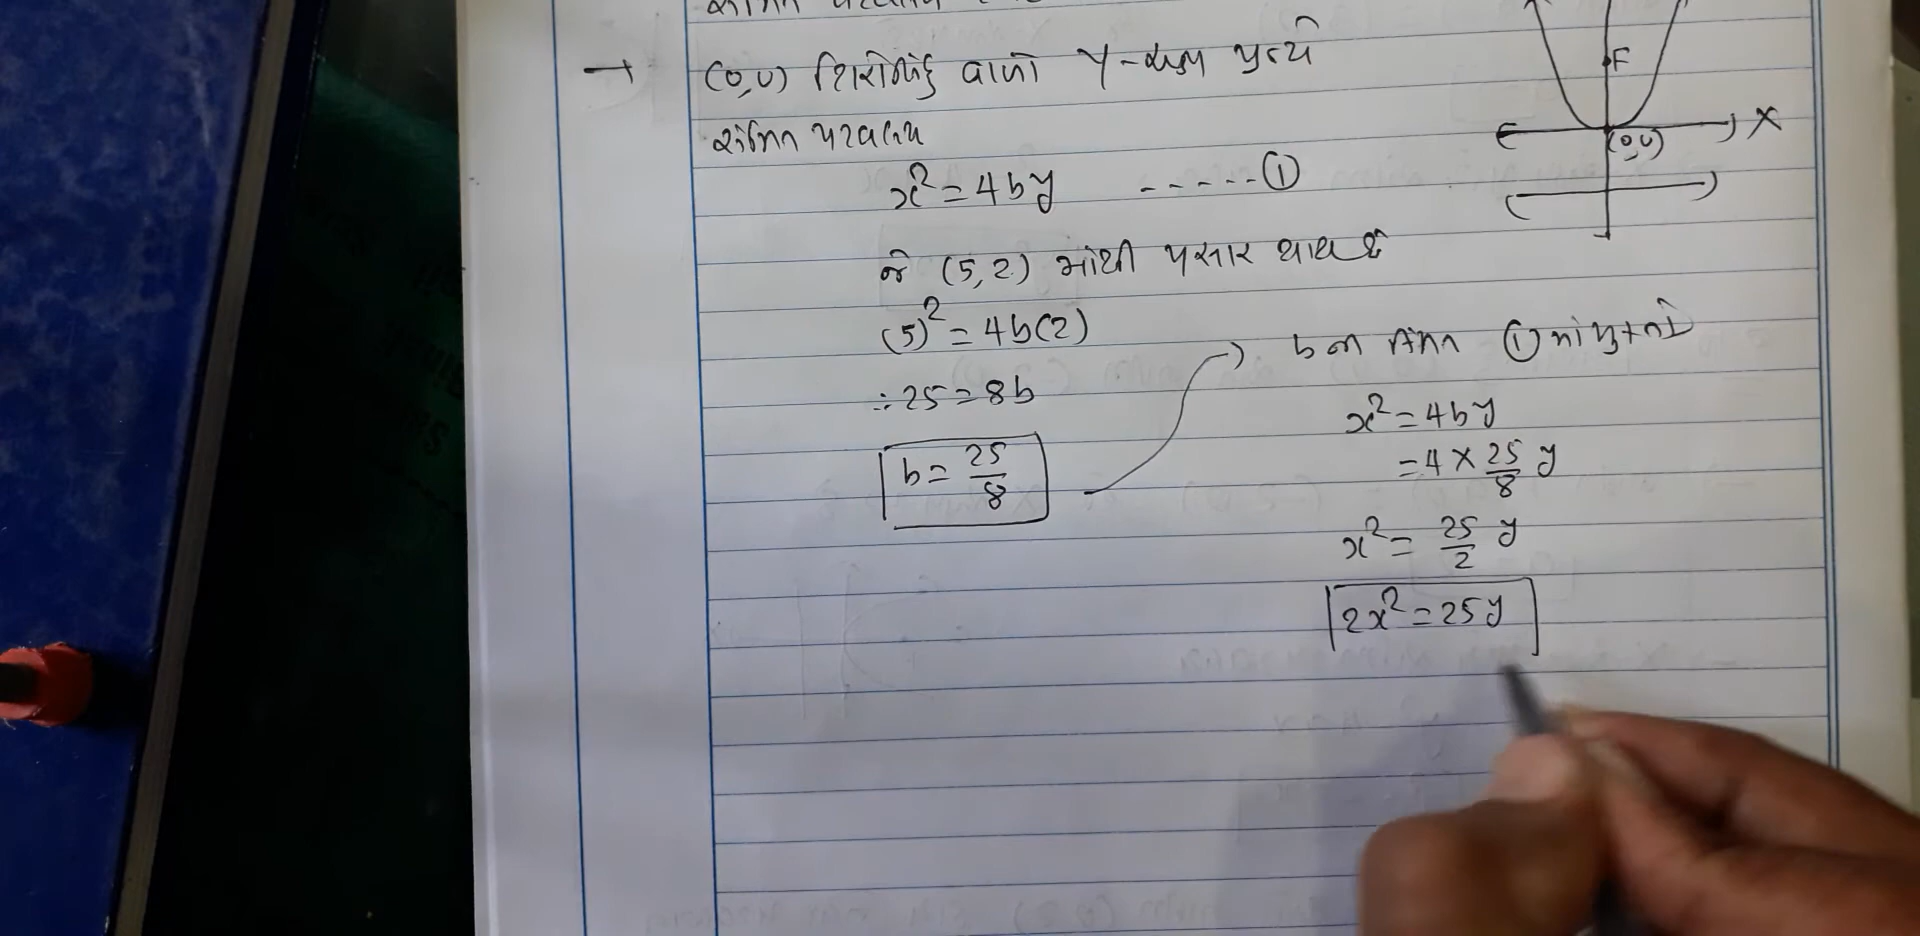 → (0,0) શિરોબિંદુ વાળો Y-અક્ષ પ્રત્યે
સંમિત પરવલય
x² = 4by -----①
જે (5,2) માંથી પસાર થાય છે
(5)² = 4b(2)
∴ 25 = 8b
b = 25/8
→ b ની કિંમત ① માં મુકતાં
x² = 4by
= 4 × 25/8 y
x² = 25/2 y
2x² = 25y
F
X
(0,0)